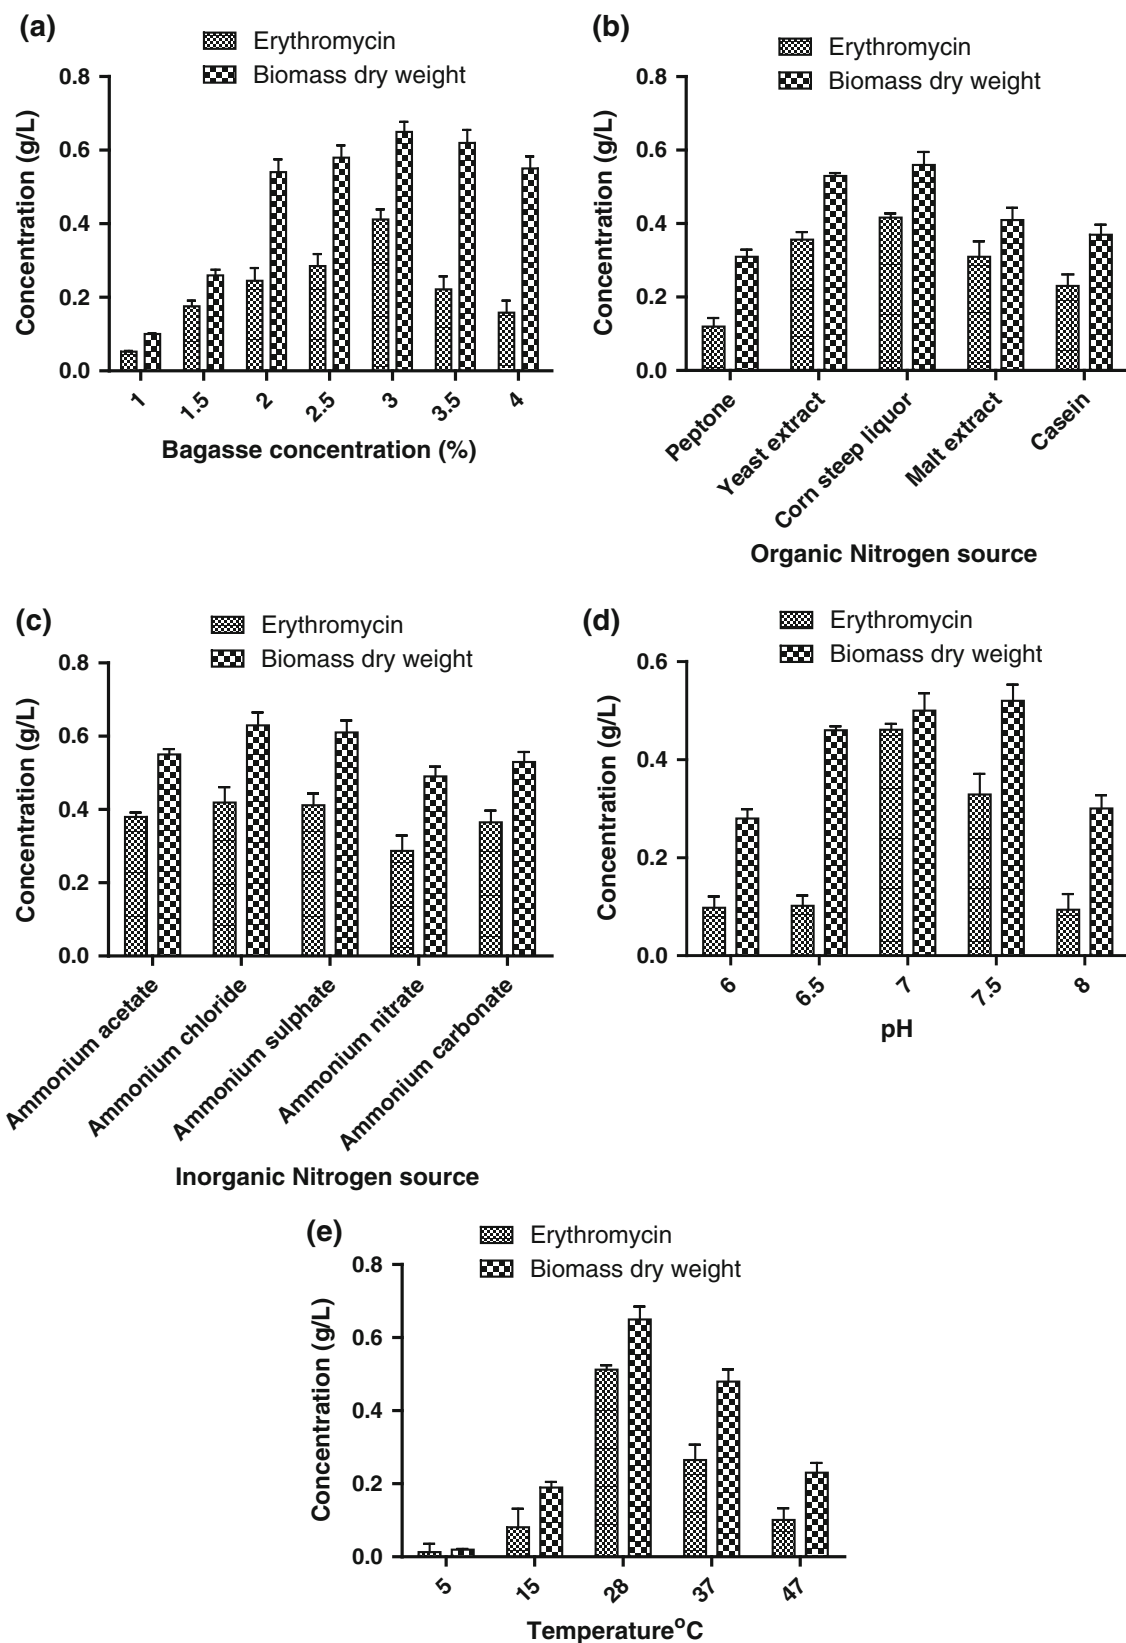 (a)
Erythromycin
Biomass dry weight
0.8
0.6
0.4
0.2
0.0
Concentration (g/L)
1 1.5 2 2.5 3 3.5 4
Bagasse concentration (%)
(b)
Erythromycin
Biomass dry weight
0.8
0.6
0.4
0.2
0.0
Concentration (g/L)
Peptone
Yeast extract
Corn steep liquor
Malt extract
Casein
Organic Nitrogen source
(c)
Erythromycin
Biomass dry weight
0.8
0.6
0.4
0.2
0.0
Concentration (g/L)
Ammonium acetate
Ammonium chloride
Ammonium sulphate
Ammonium nitrate
Ammonium carbonate
Inorganic Nitrogen source
(d)
Erythromycin
Biomass dry weight
0.6
0.4
0.2
0.0
Concentration (g/L)
6 6.5 7 7.5 8
pH
(e)
Erythromycin
Biomass dry weight
0.8
0.6
0.4
0.2
0.0
Concentration (g/L)
5 15 28 37 47
Temperature°C